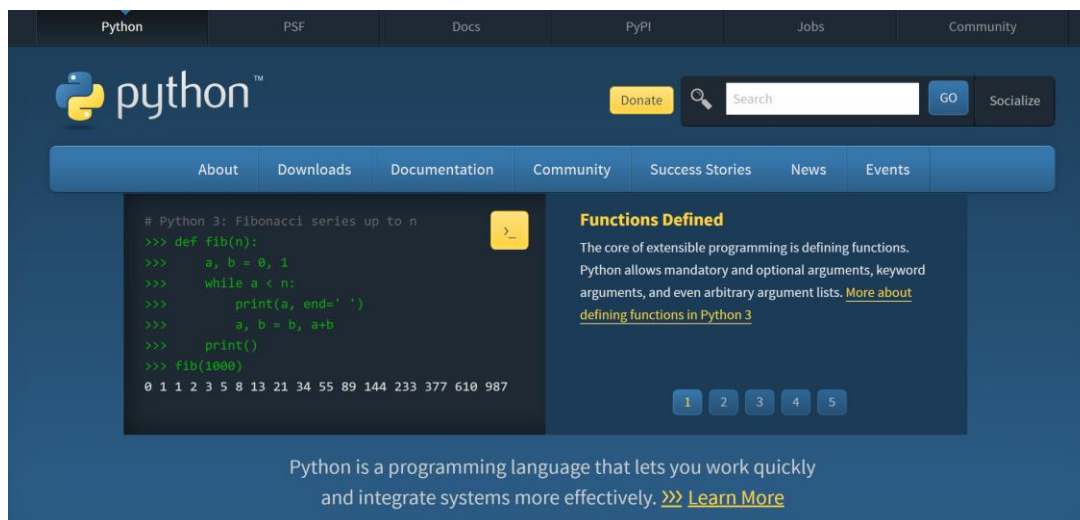 Python PSF Docs PyPI Jobs Community
python™
Donate Search GO Socialize
About Downloads Documentation Community Success Stories News Events
# Python 3: Fibonacci series up to n
>>> def fib(n):
>>>     a, b = 0, 1
>>>     while a < n:
>>>         print(a, end=' ')
>>>         a, b = b, a+b
>>>     print()
>>> fib(1000)
0 1 1 2 3 5 8 13 21 34 55 89 144 233 377 610 987
>_
Functions Defined
The core of extensible programming is defining functions.
Python allows mandatory and optional arguments, keyword
arguments, and even arbitrary argument lists. More about
defining functions in Python 3
1 2 3 4 5
Python is a programming language that lets you work quickly
and integrate systems more effectively. >>> Learn More